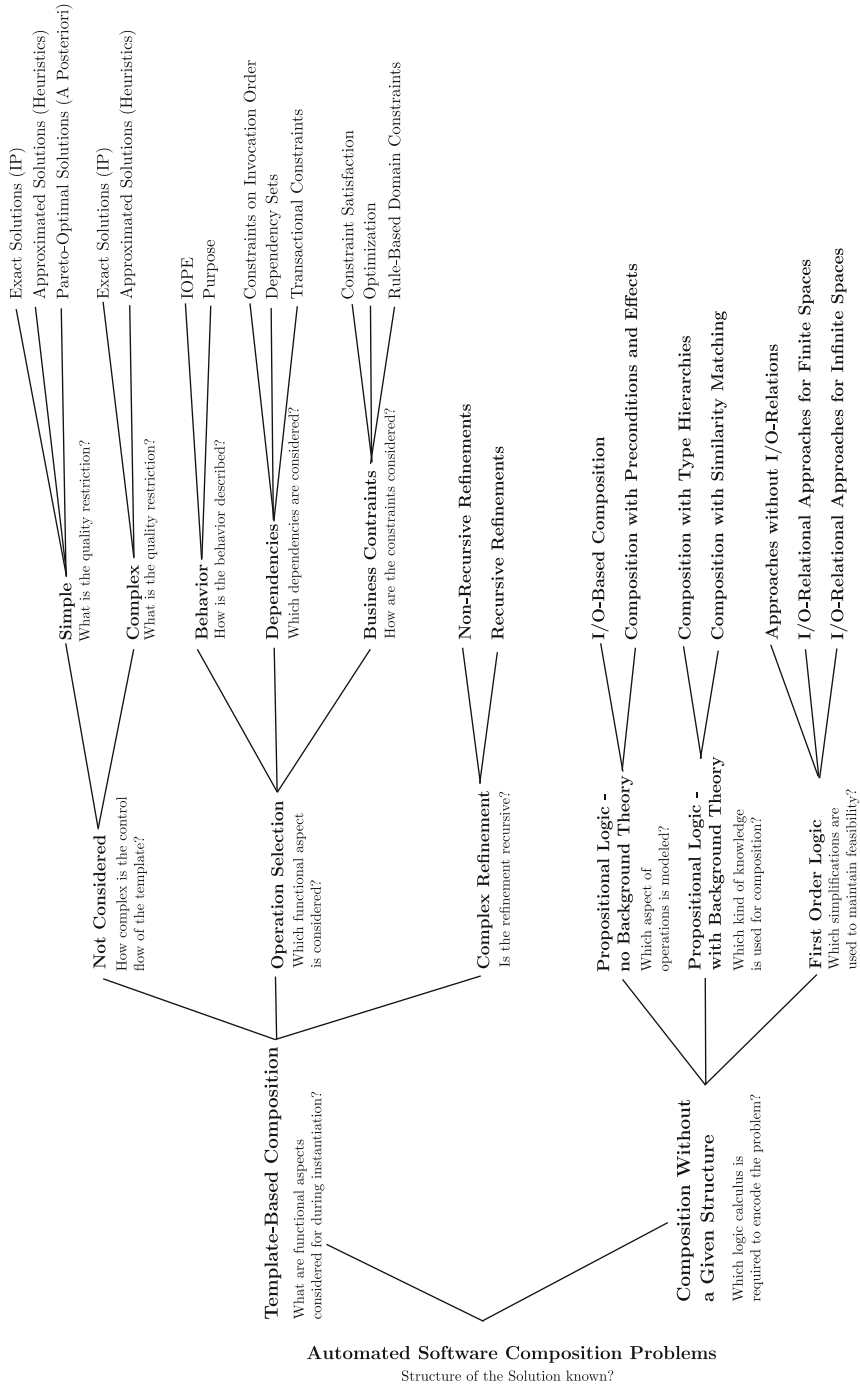 Automated Software Composition Problems
Structure of the Solution known?
Template-Based Composition
What are functional aspects
considered for during instantiation?
Not Considered
How complex is the control
flow of the template?
Simple
What is the quality restriction?
Exact Solutions (IP)
Approximated Solutions (Heuristics)
Pareto-Optimal Solutions (A Posteriori)
Complex
What is the quality restriction?
Exact Solutions (IP)
Approximated Solutions (Heuristics)
Operation Selection
Which functional aspect
is considered?
Behavior
How is the behavior described?
IOPE
Purpose
Dependencies
Which dependencies are considered?
Constraints on Invocation Order
Dependency Sets
Transactional Constraints
Business Contraints
How are the constraints considered?
Constraint Satisfaction
Optimization
Rule-Based Domain Constraints
Complex Refinement
Is the refinement recursive?
Non-Recursive Refinements
Recursive Refinements
Composition Without
a Given Structure
Which logic calculus is
required to encode the problem?
Propositional Logic -
no Background Theory
Which aspect of
operations is modeled?
I/O-Based Composition
Composition with Preconditions and Effects
Propositional Logic -
with Background Theory
Which kind of knowledge
is used for composition?
Composition with Type Hierarchies
Composition with Similarity Matching
First Order Logic
Which simplifications are
used to maintain feasibility?
Approaches without I/O-Relations
I/O-Relational Approaches for Finite Spaces
I/O-Relational Approaches for Infinite Spaces